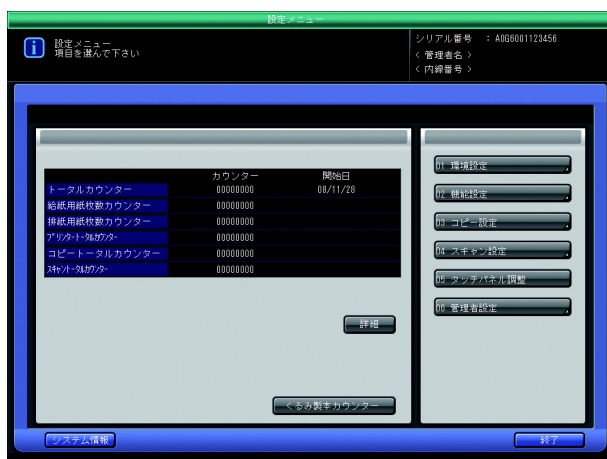 設定メニュー
設定メニュー
項目を選んで下さい
シリアル番号 : A0G6001123456
< 管理者名 >
< 内線番号 >
カウンター 開始日
トータルカウンター 00000000 08/11/28
給紙用紙枚数カウンター 00000000
排紙用紙枚数カウンター 00000000
プリンタートータルカウンター 00000000
コピートータルカウンター 00000000
スキャントータルカウンター 00000000
詳細
くるみ製本カウンター
01 環境設定
02 機能設定
03 コピー設定
04 スキャン設定
05 タッチパネル調整
06 管理者設定
システム情報
終了